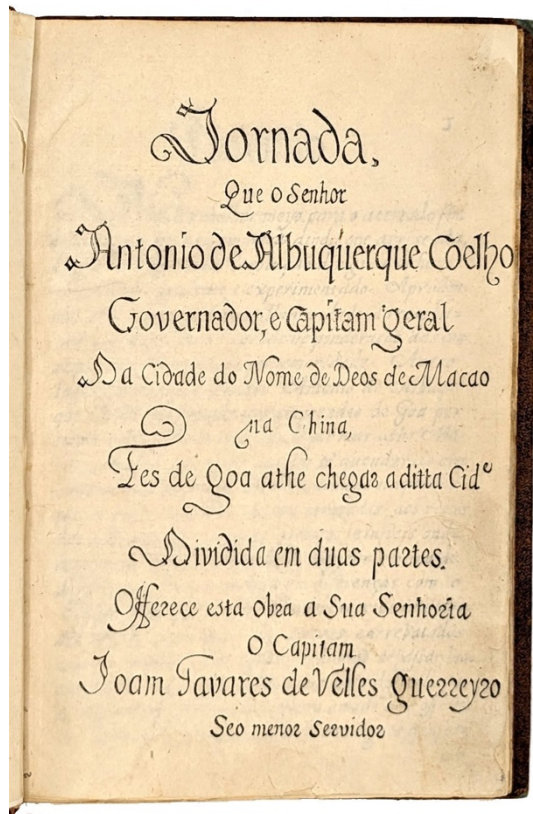 Jornada,
Que o Senhor
Antonio de Albuquerque Coelho
Governador, e Capitam geral
Da Cidade do Nome de Deos de Macao
na China,
Fes de goa athe chegar a ditta Cidᵉ
Dividida em duas partes.
Offerece esta obra a Sua Senhoria
O Capitam
Joam Tavares de Velles guerreyro
Seo menor servidor